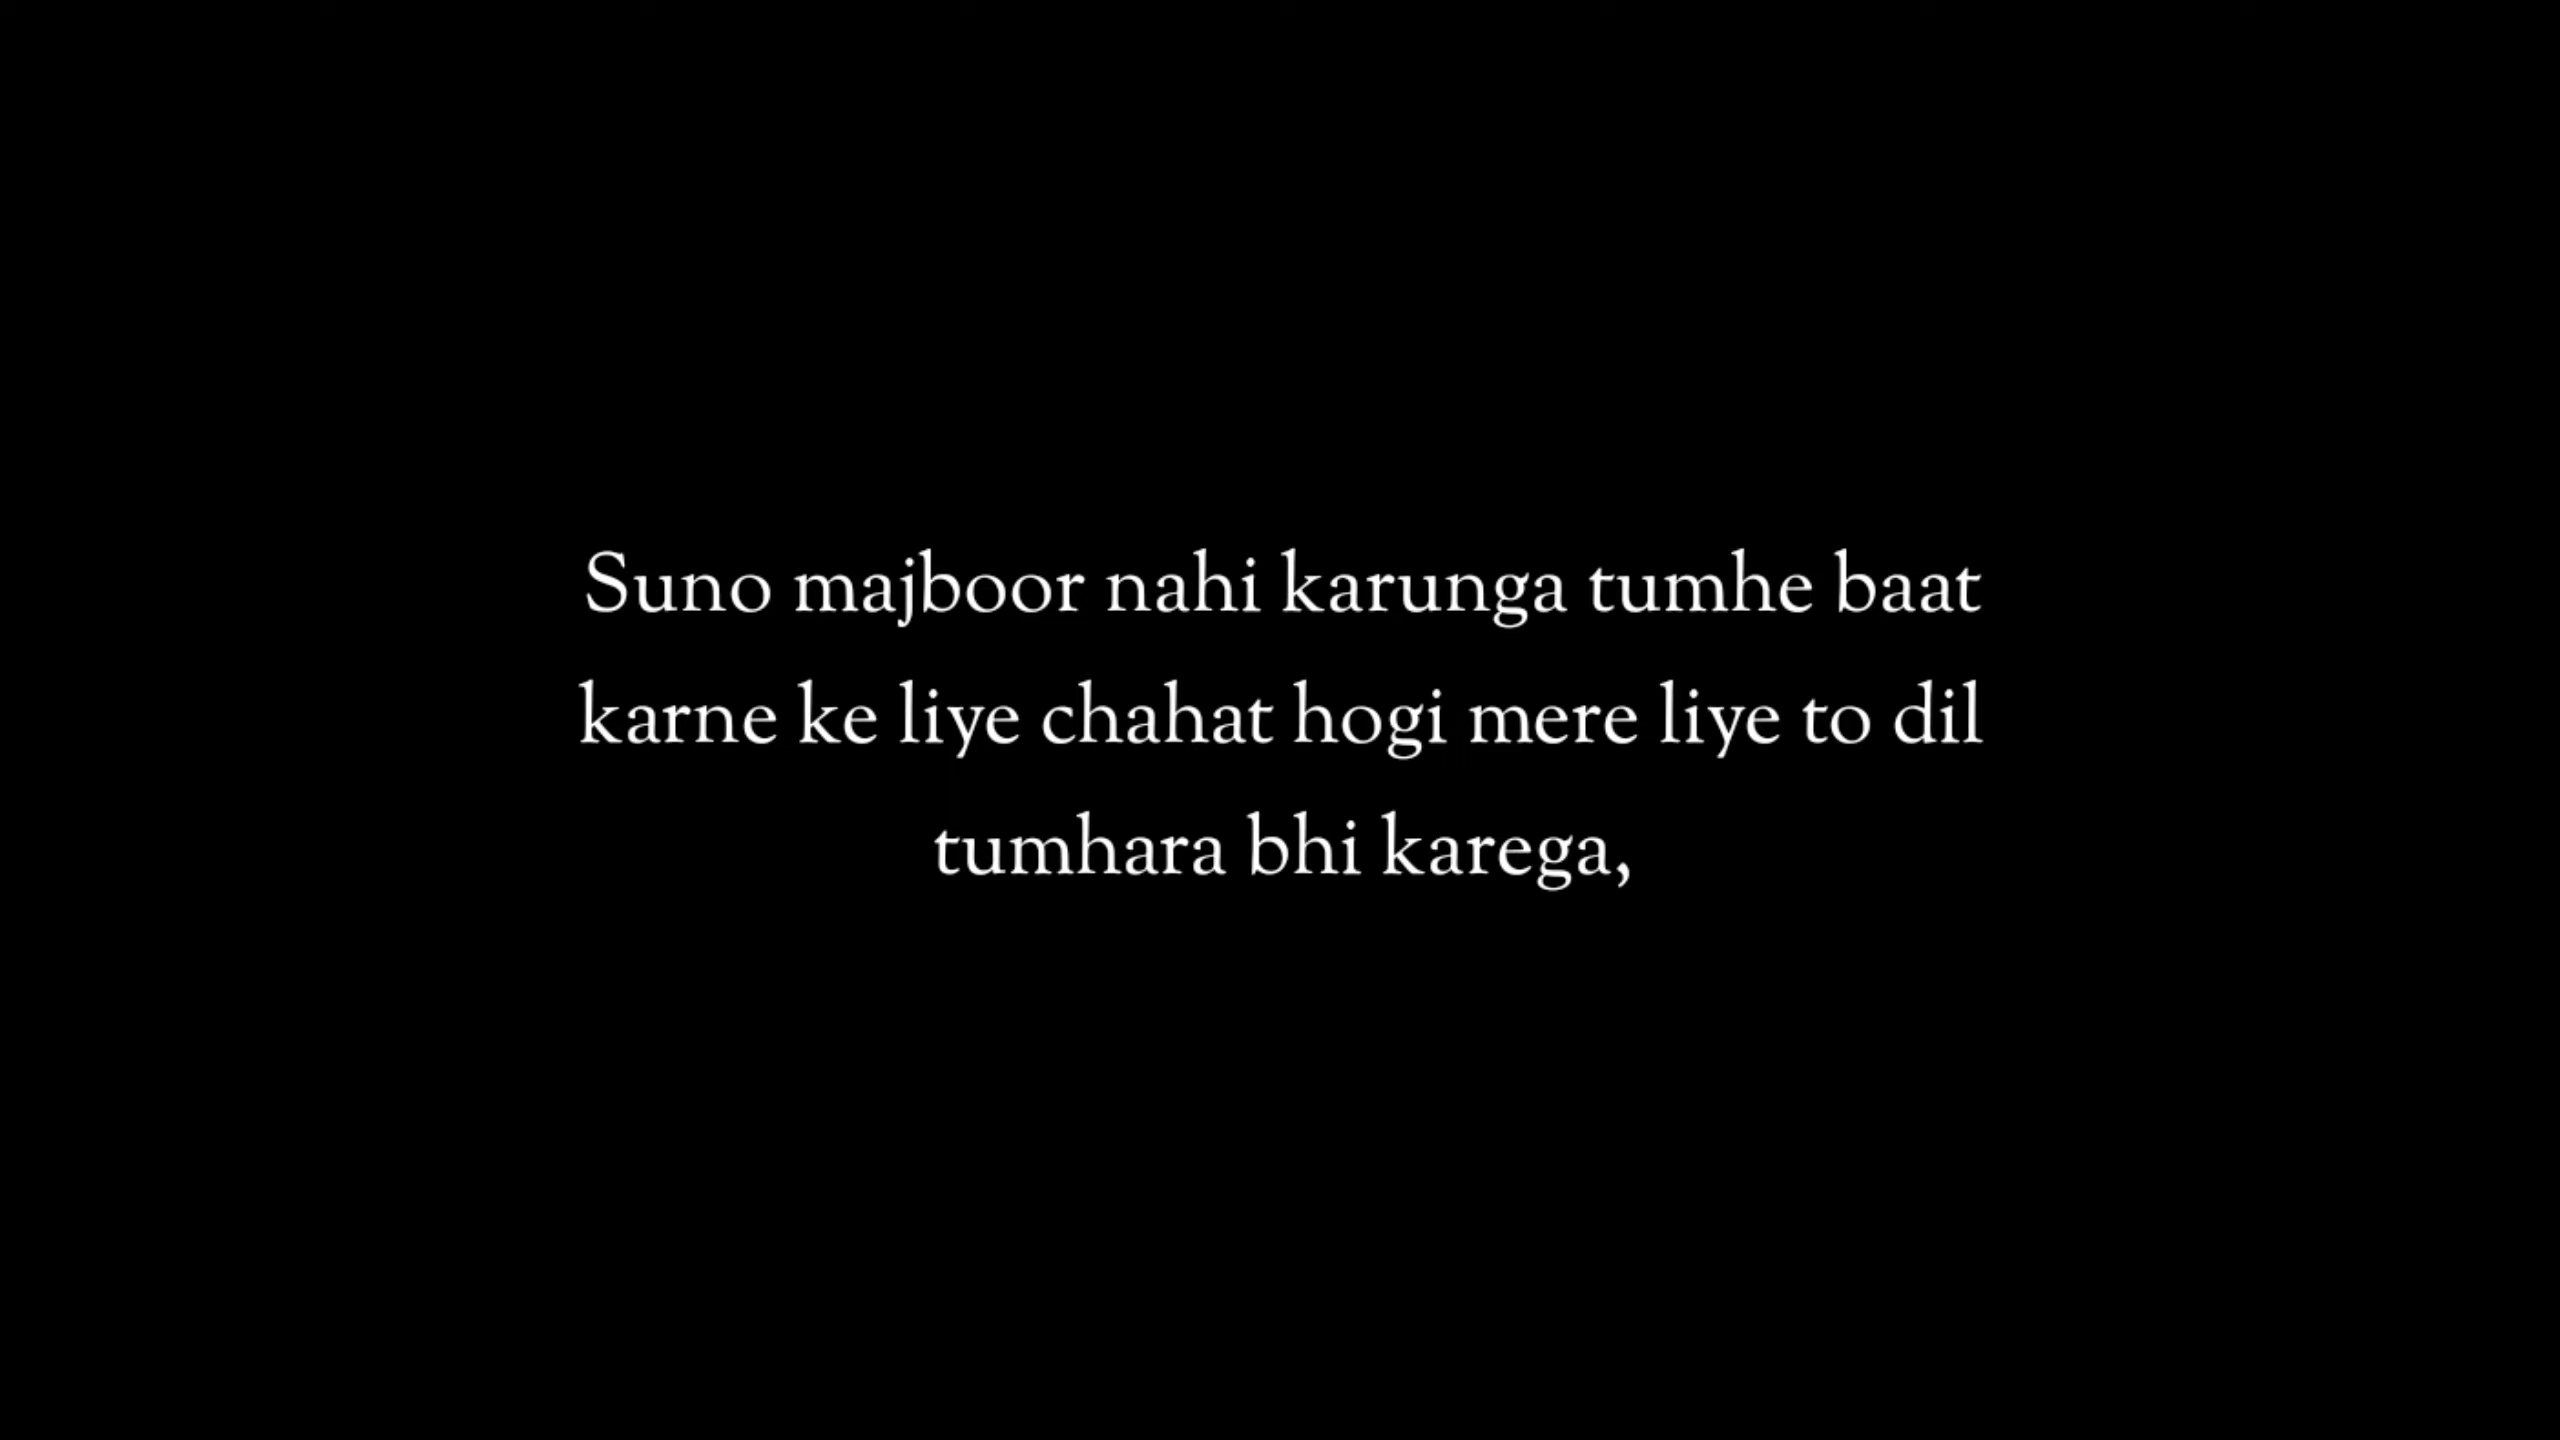 Suno majboor nahi karunga tumhe baat
karne ke liye chahat hogi mere liye to dil
tumhara bhi karega,